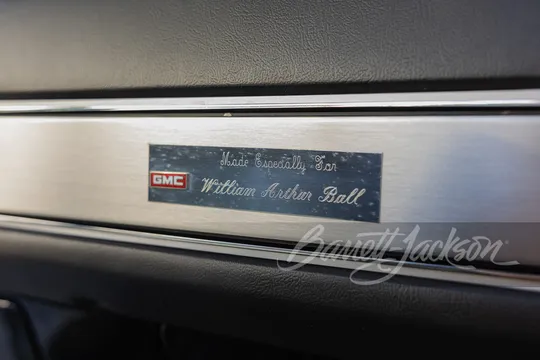 Made Especially For
GMC
William Arthur Ball
Barrett-Jackson